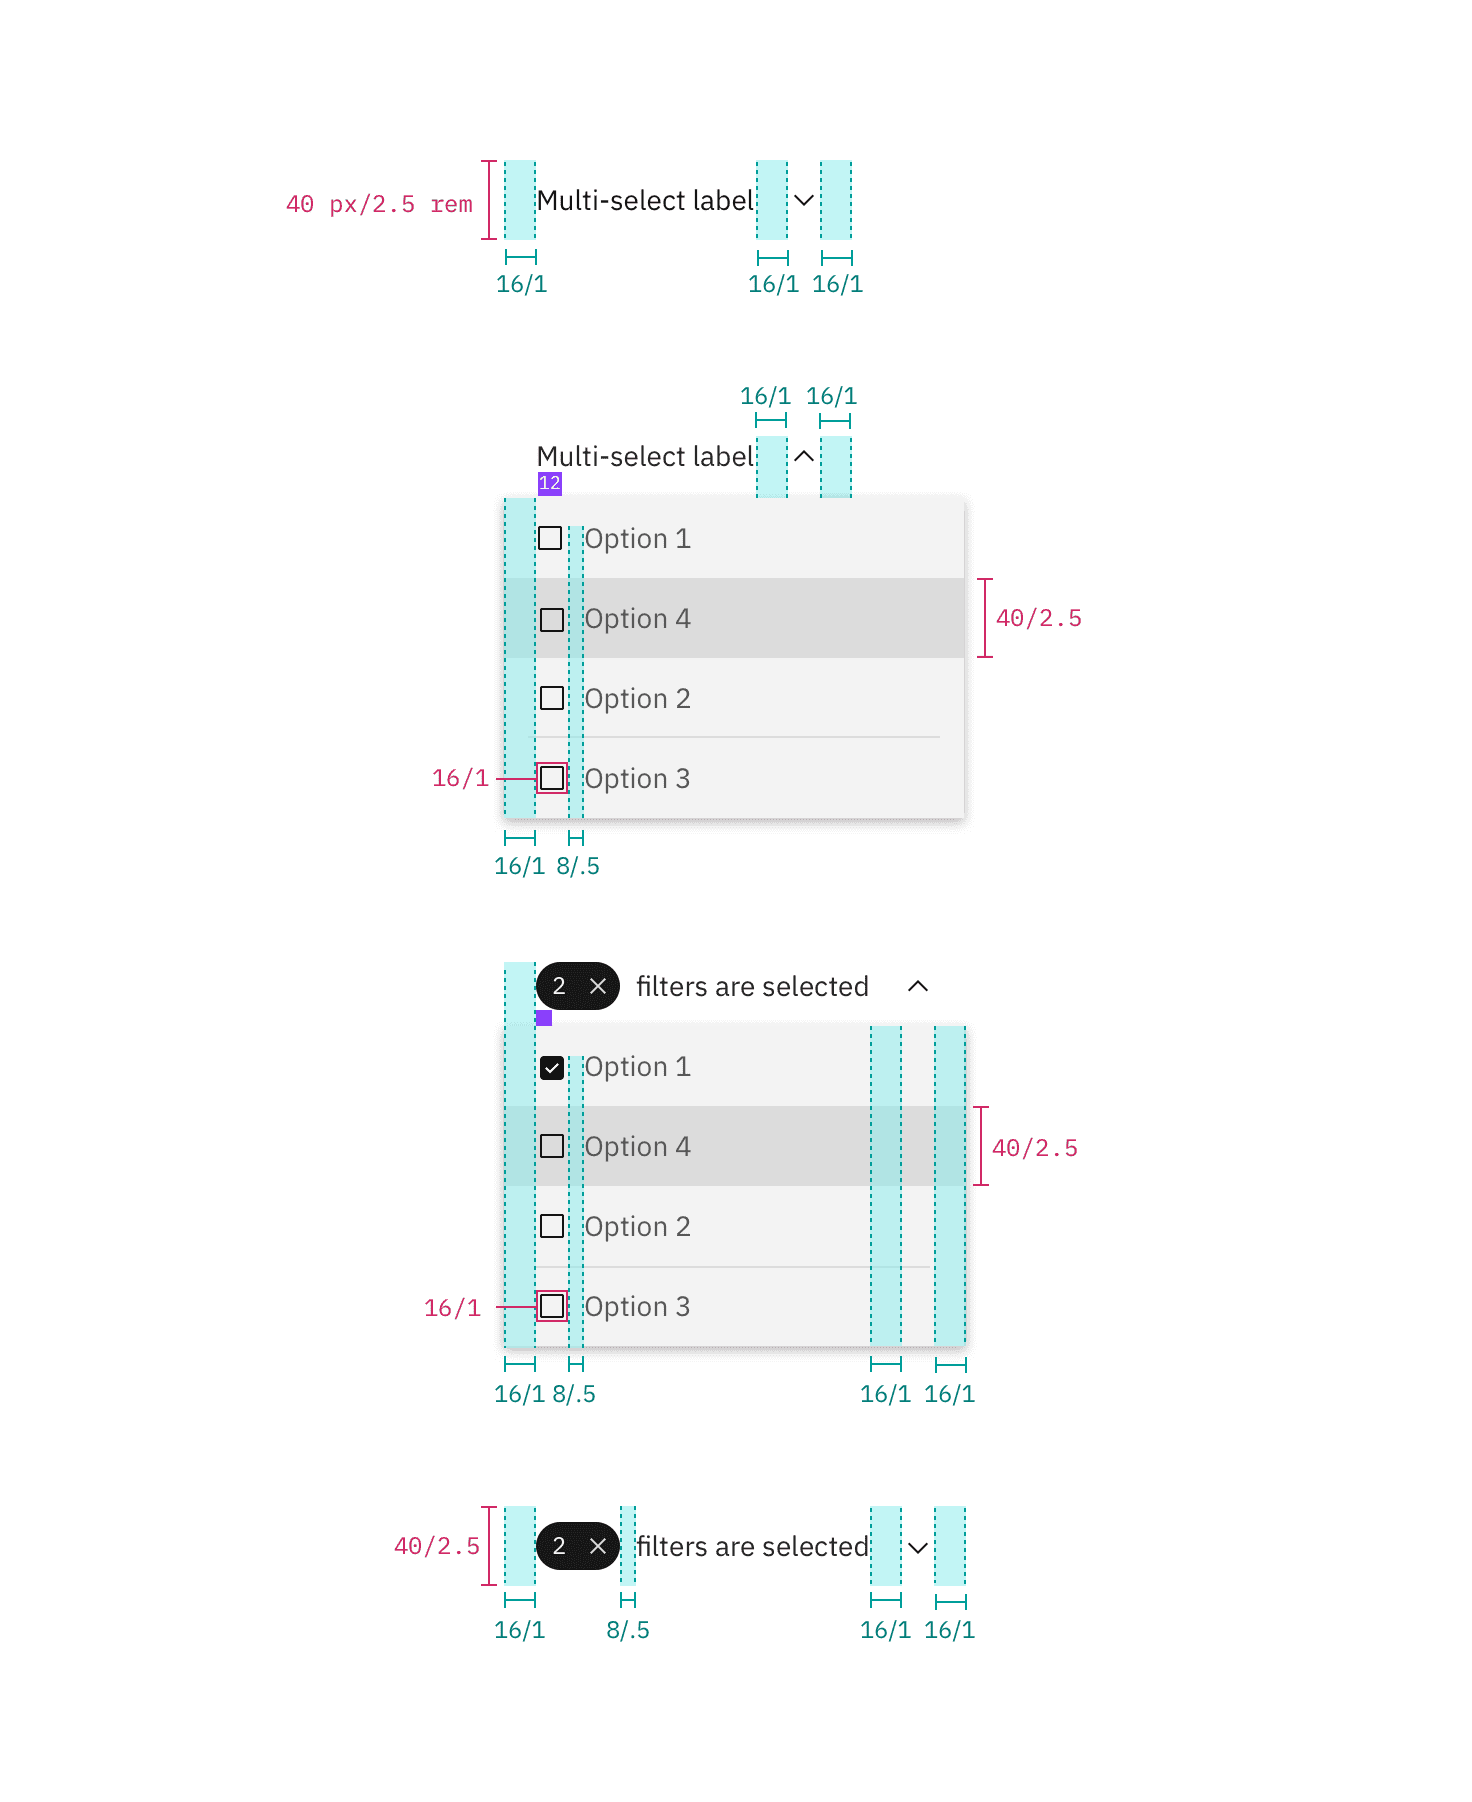 40 px/2.5 rem
Multi-select label
16/1
16/1 16/1
16/1 16/1
Multi-select label
12
Option 1
Option 4
40/2.5
Option 2
16/1
Option 3
16/1 8/.5
2 filters are selected
Option 1
Option 4
40/2.5
Option 2
16/1
Option 3
16/1 8/.5
16/1 16/1
40/2.5
2 filters are selected
16/1
8/.5
16/1 16/1